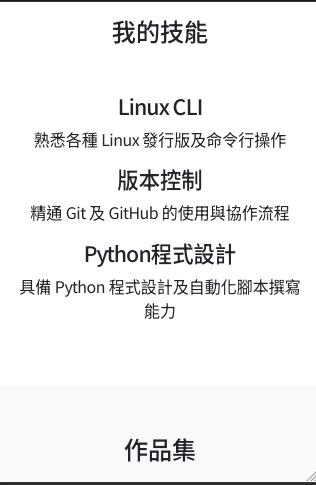 我的技能
Linux CLI
熟悉各種 Linux 發行版及命令行操作
版本控制
精通 Git 及 GitHub 的使用與協作流程
Python程式設計
具備 Python 程式設計及自動化腳本撰寫
能力
作品集